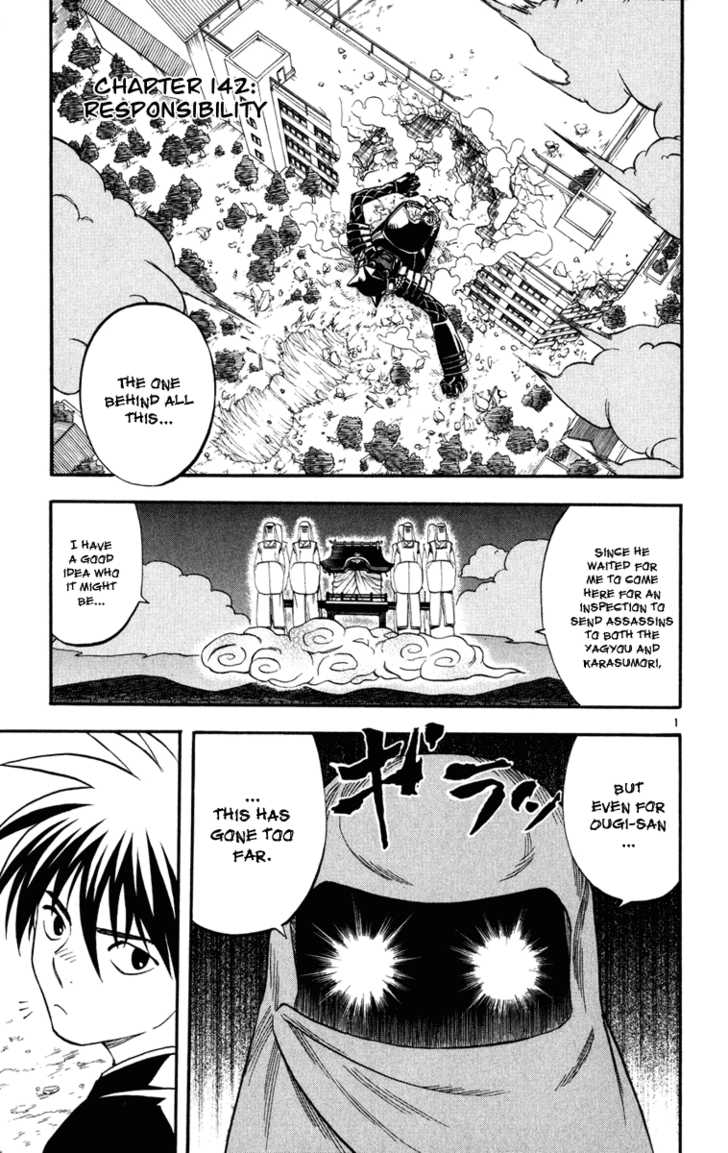 CHAPTER 142:
RESPONSIBILITY
THE ONE
BEHIND ALL
THIS...
SINCE HE
WAITED FOR
ME TO COME
HERE FOR AN
INSPECTION TO
SEND ASSASSINS
TO BOTH THE
YAGYOU AND
KARASUMORI,
I HAVE
A GOOD
IDEA WHO
IT MIGHT
BE...
1
BUT
EVEN FOR
OUGI-SAN
...
ギラッ
...
THIS HAS
GONE TOO
FAR.